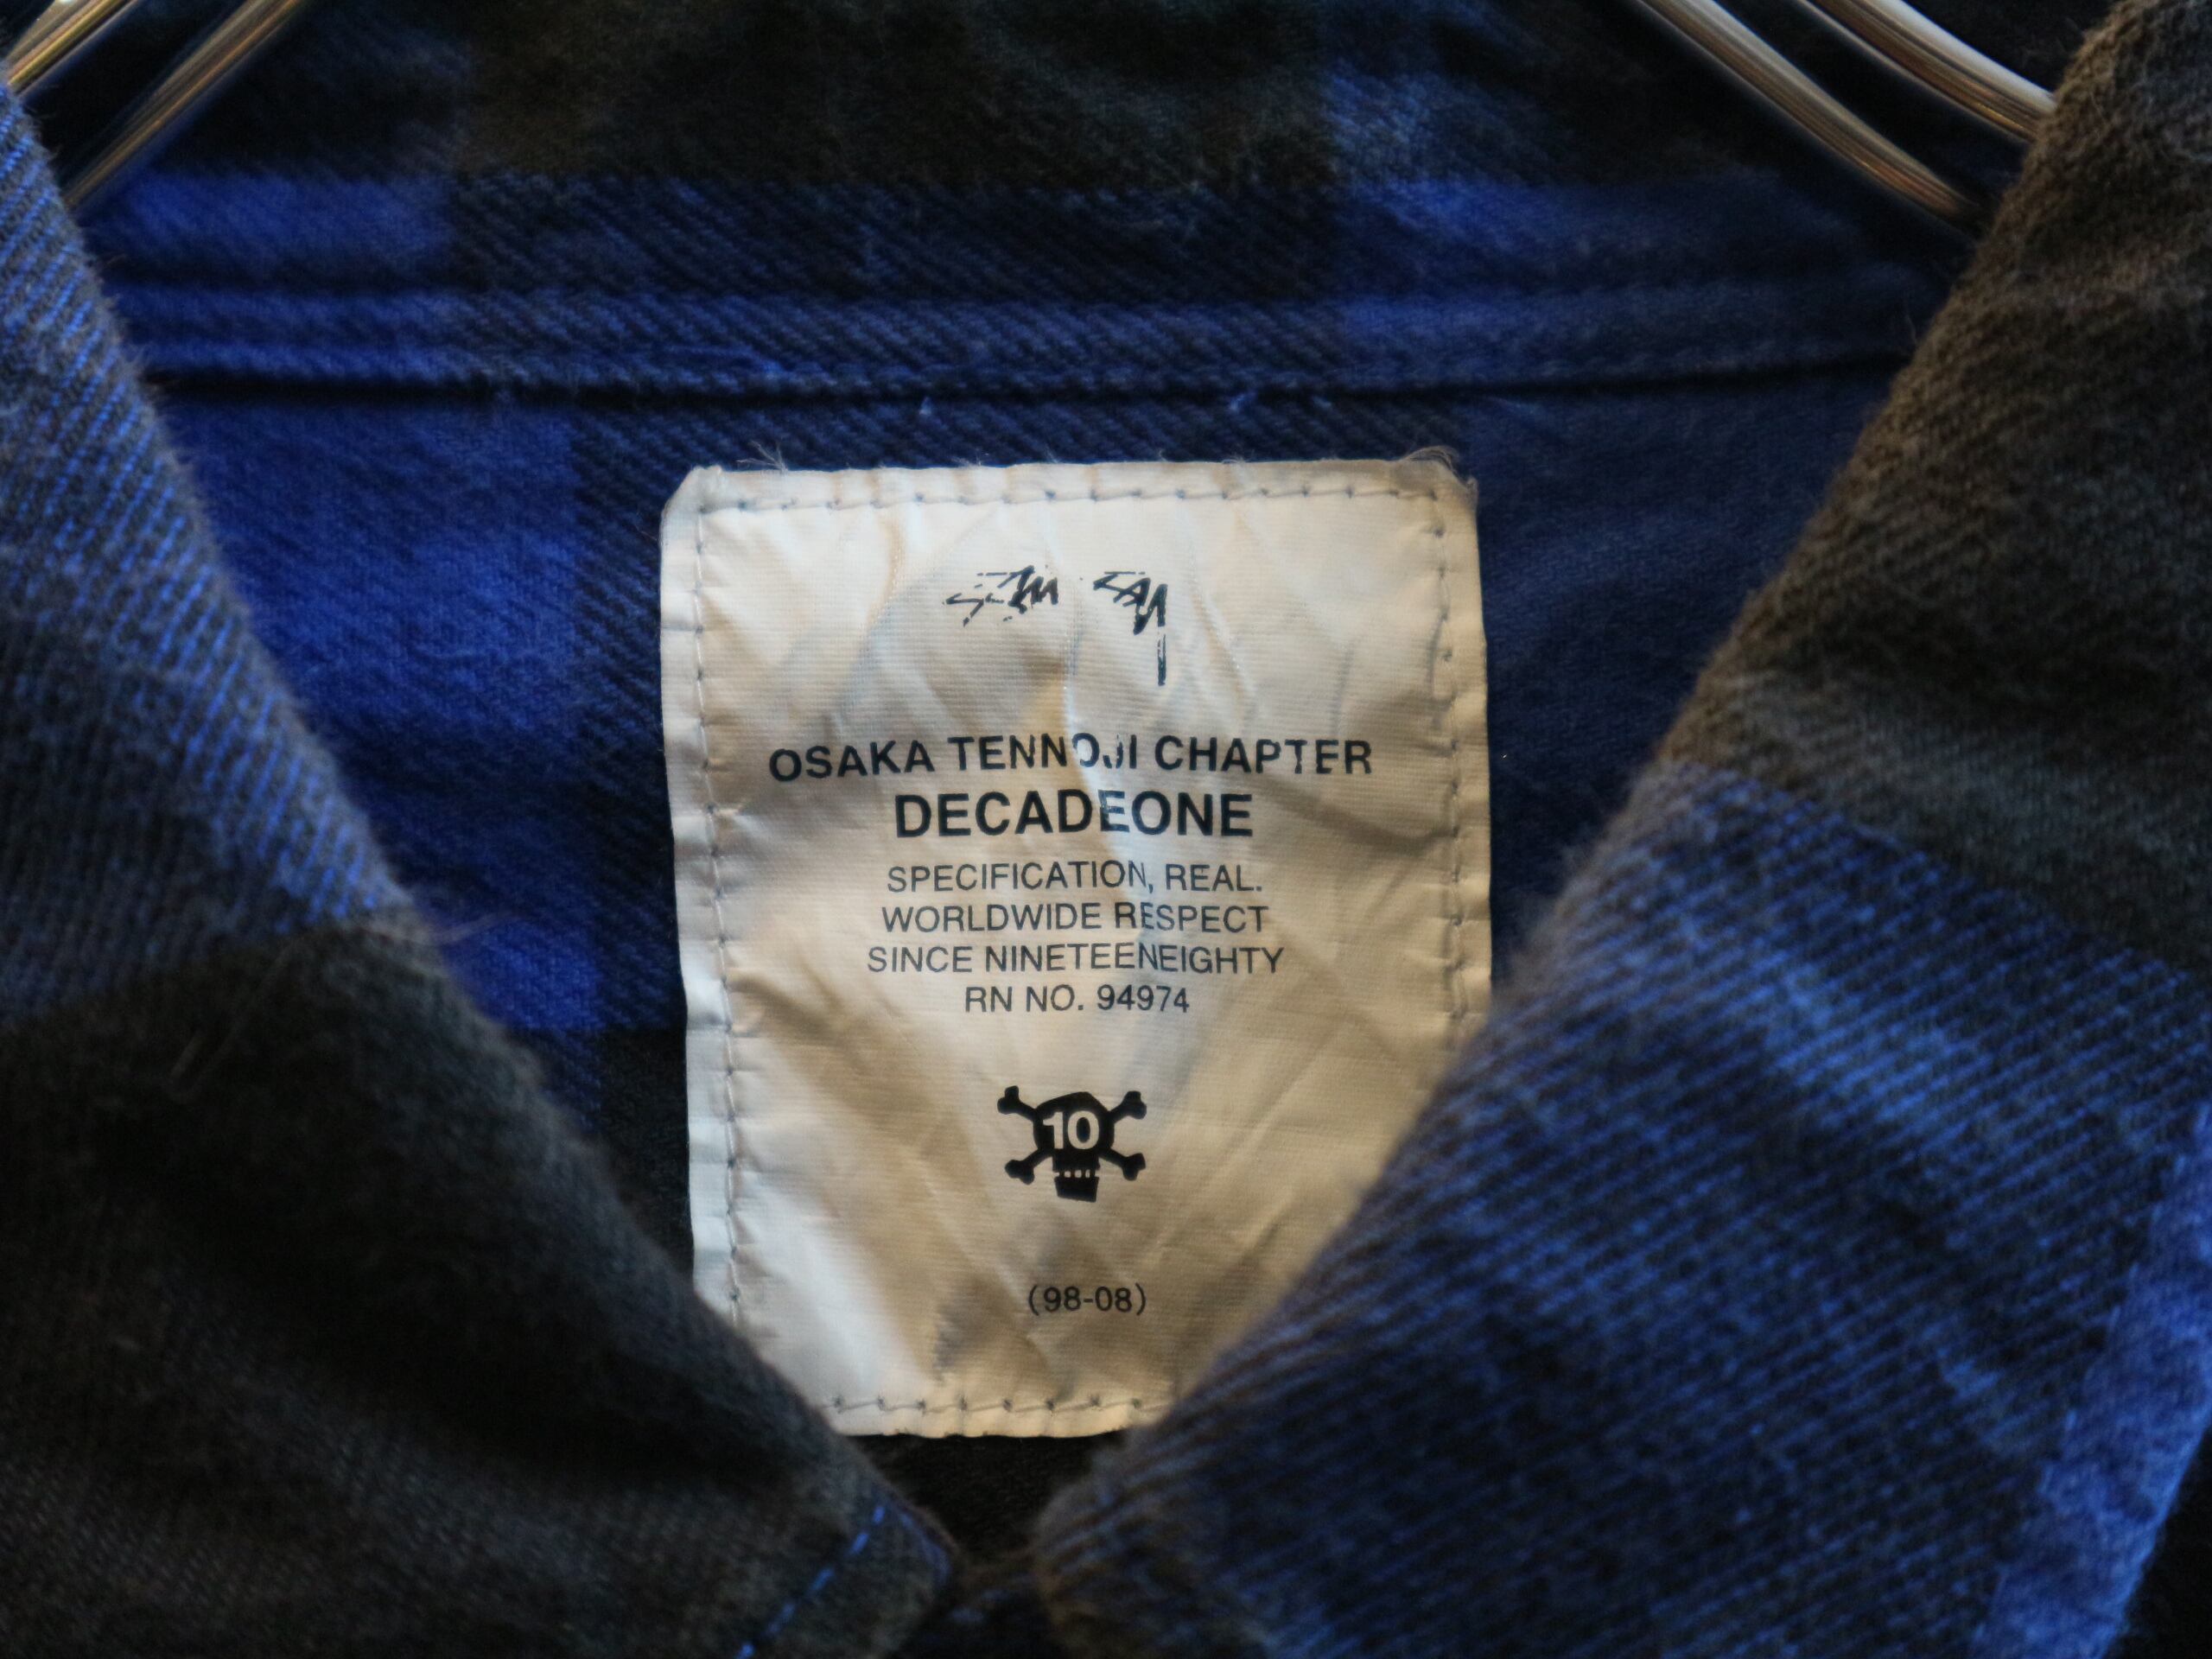 OSAKA TENNOJI CHAPTER
DECADEONE
SPECIFICATION, REAL.
WORLDWIDE RESPECT
SINCE NINETEENEIGHTY
RN NO. 94974
10
(98-08)